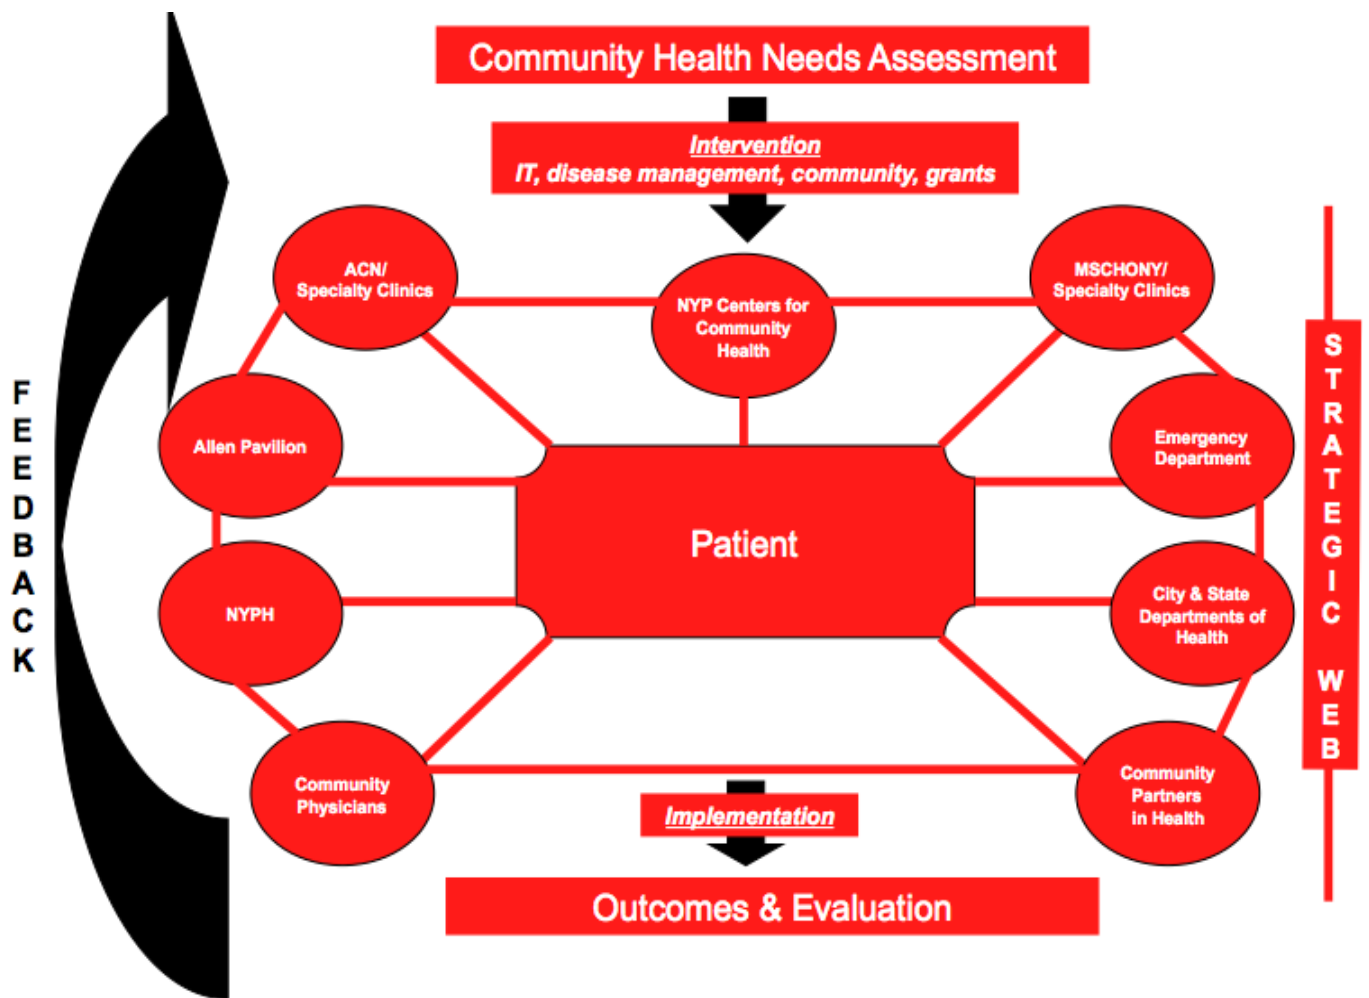 Community Health Needs Assessment
Intervention
IT, disease management, community, grants
ACN/
Specialty Clinics
NYP Centers for
Community
Health
MSCHONY/
Specialty Clinics
Allen Pavilion
Emergency
Department
Patient
NYPH
City & State
Departments of
Health
Community
Physicians
Community
Partners
in Health
Implementation
Outcomes & Evaluation
FEEDBACK
STRATEGIC WEB